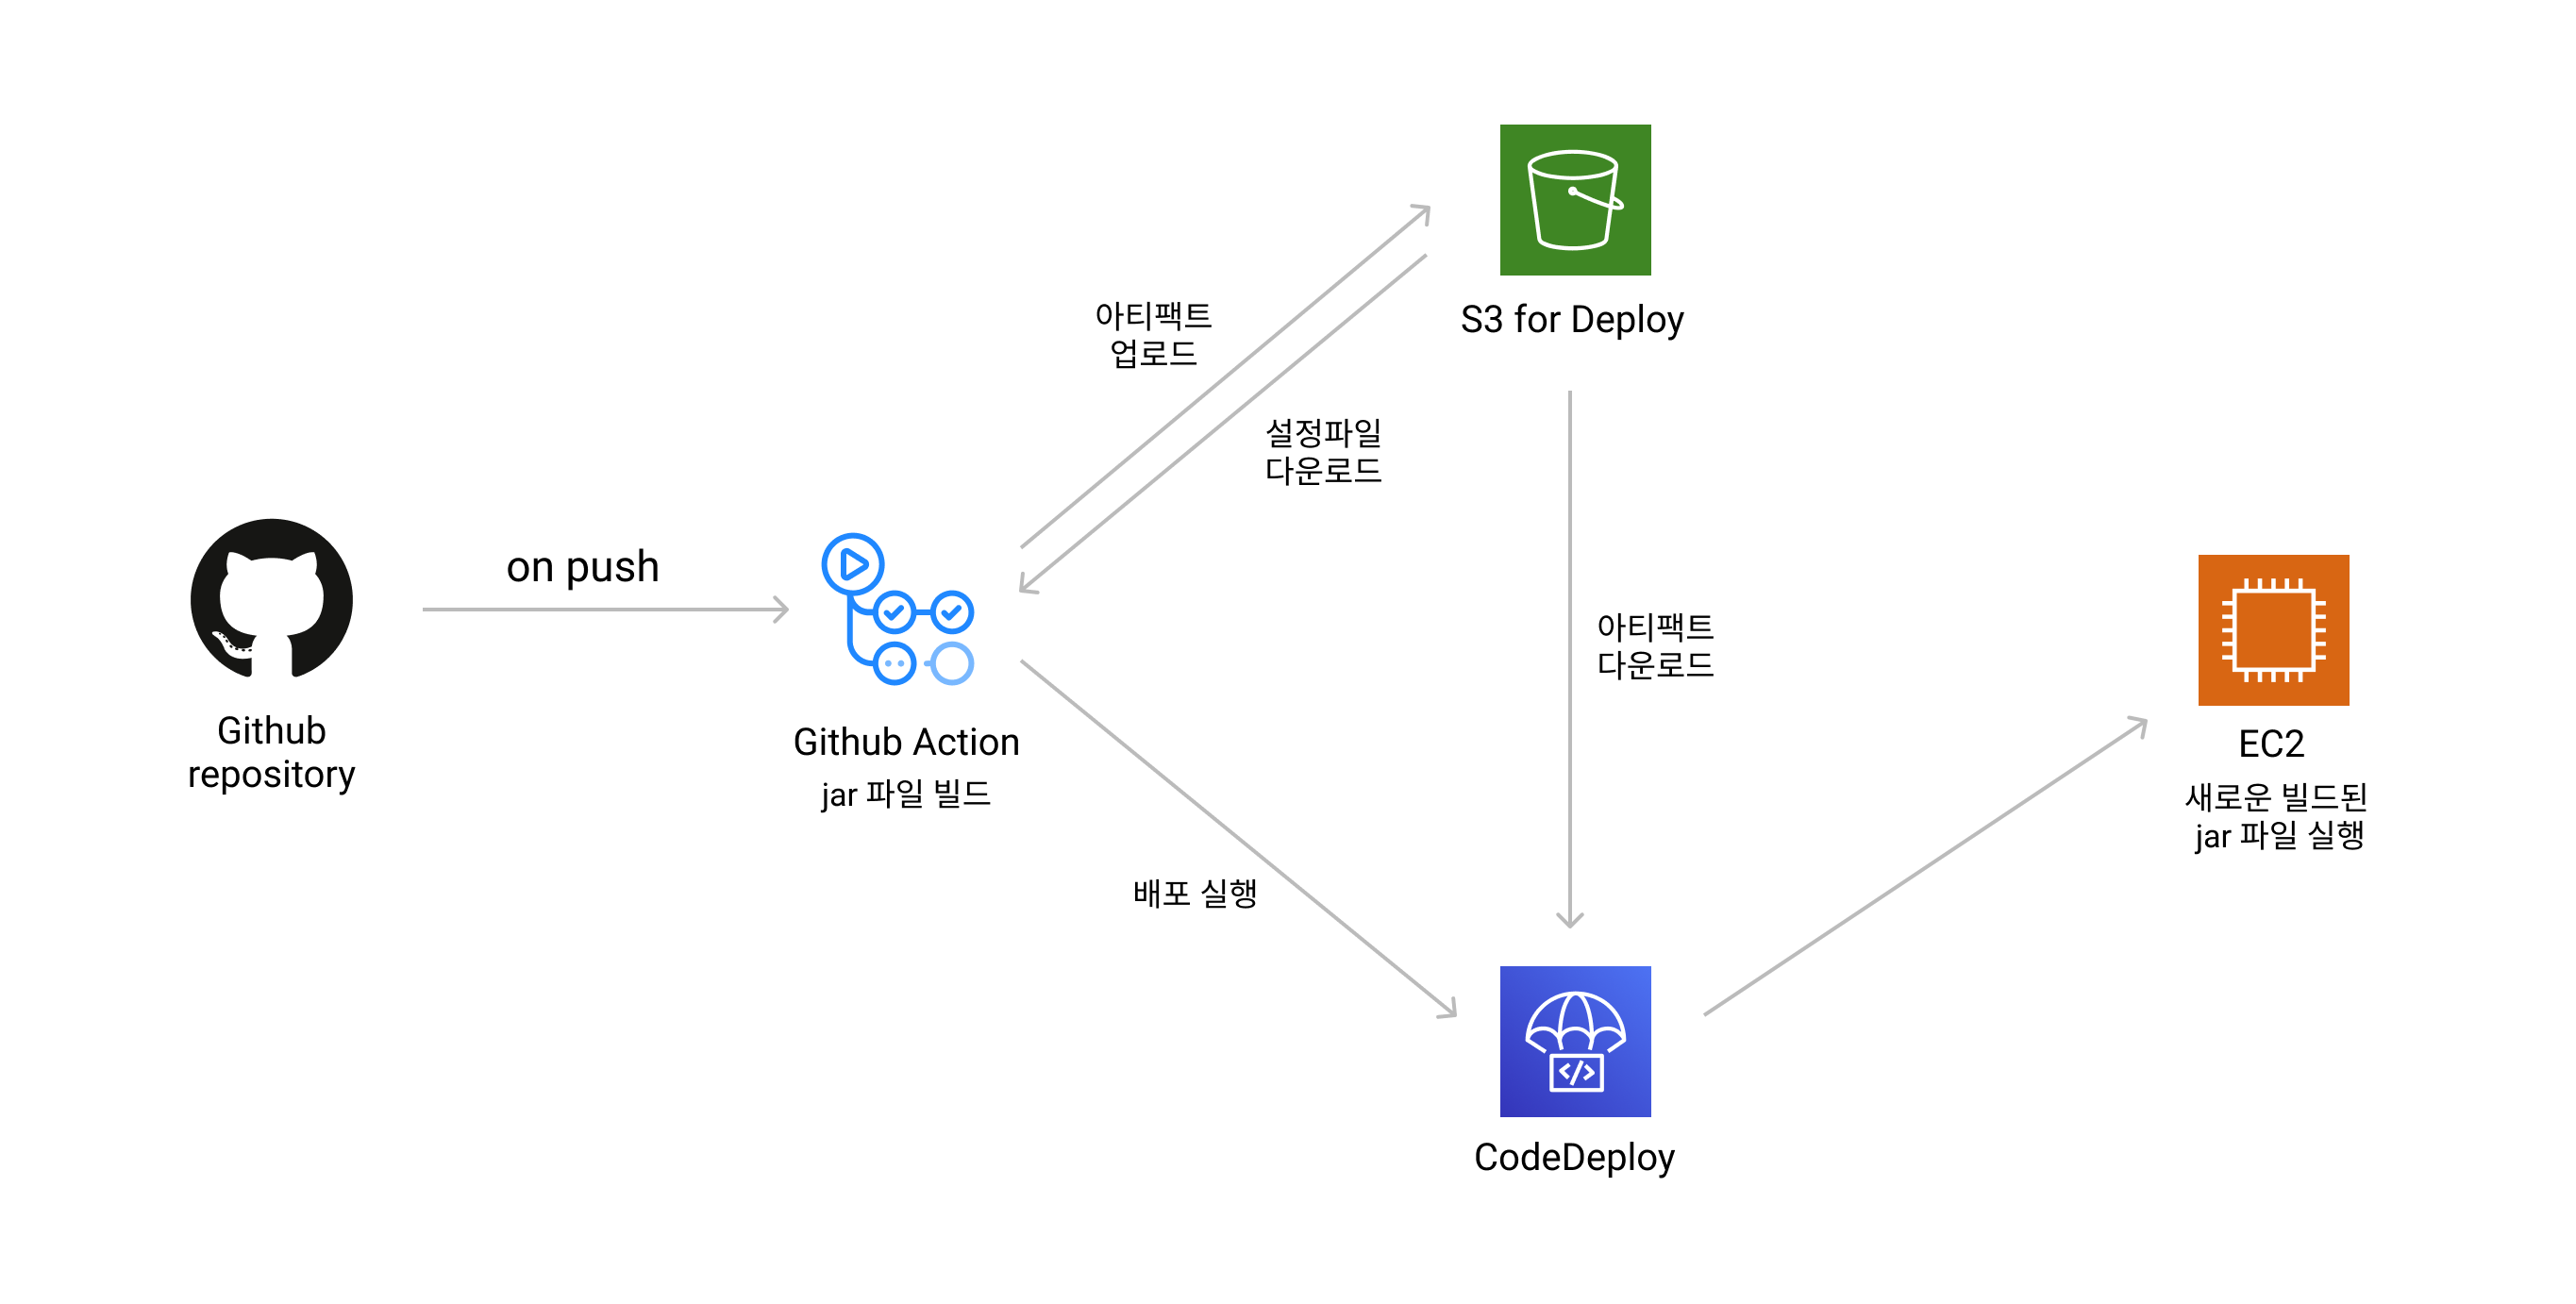 S3 for Deploy
아티팩트
업로드
설정파일
다운로드
on push
Github
repository
Github Action
jar 파일 빌드
아티팩트
다운로드
EC2
새로운 빌드된
jar 파일 실행
배포 실행
CodeDeploy